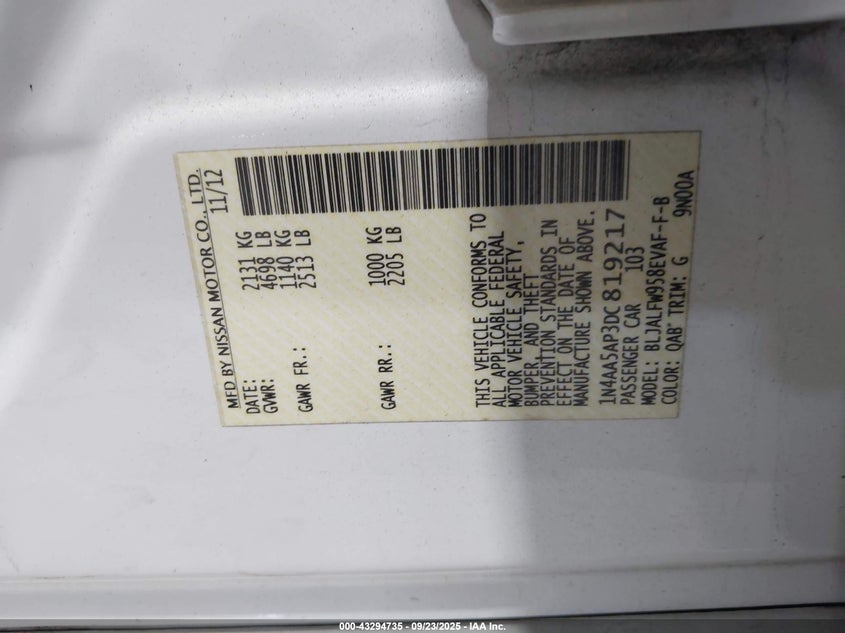 MFD BY NISSAN MOTOR CO., LTD.
DATE: 11/12
GVWR: 2131 KG
4698 LB
GAWR FR.: 1140 KG
2513 LB
GAWR RR.: 1000 KG
2205 LB
THIS VEHICLE CONFORMS TO
ALL APPLICABLE FEDERAL
MOTOR VEHICLE SAFETY,
BUMPER, AND THEFT
PREVENTION STANDARDS IN
EFFECT ON THE DATE OF
MANUFACTURE SHOWN ABOVE.
1N4AA5AP3DC819217
PASSENGER CAR 103
MODEL: BLJALFW958EVAF-F-B
COLOR: QAB TRIM: G 9N00A
000-43294735 - 09/23/2025 - IAA Inc.